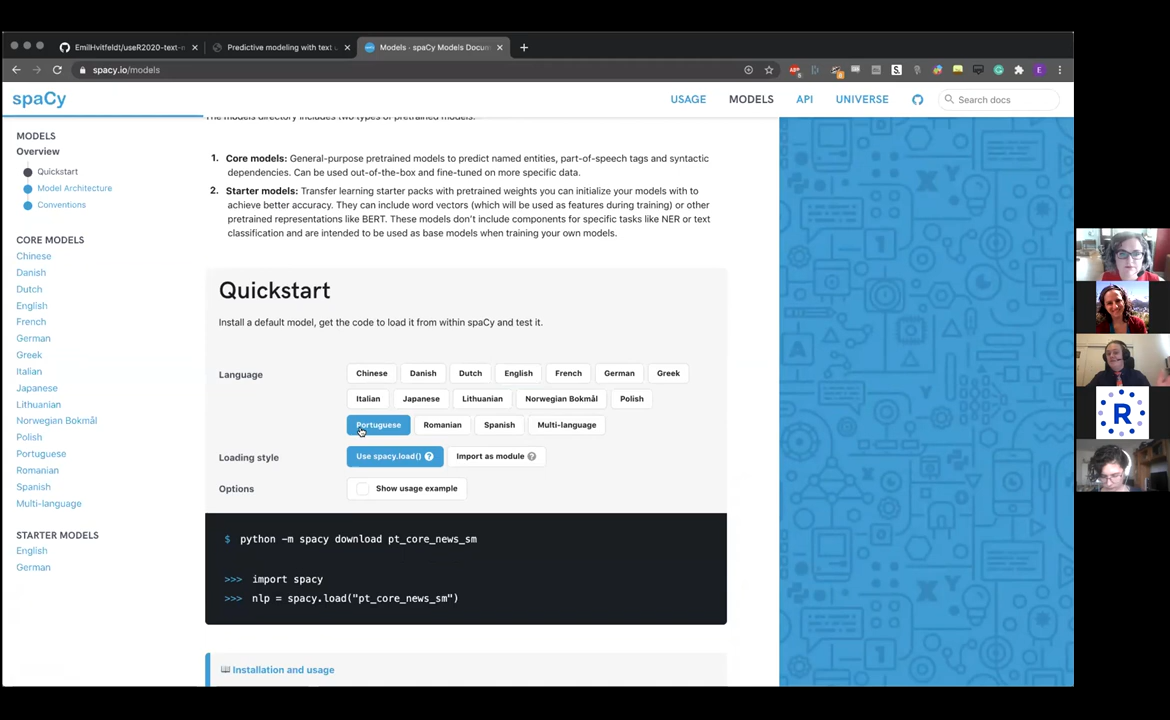 EmilHvitfeldt/useR2020-text-m
Predictive modeling with text u
Models · spaCy Models Docum
spacy.io/models
spaCy
USAGE
MODELS
API
UNIVERSE
Search docs
MODELS
Overview
Quickstart
Model Architecture
Conventions
CORE MODELS
Chinese
Danish
Dutch
English
French
German
Greek
Italian
Japanese
Lithuanian
Norwegian Bokmål
Polish
Portuguese
Romanian
Spanish
Multi-language
STARTER MODELS
English
German
The models directory includes two types of pretrained models:
1. Core models: General-purpose pretrained models to predict named entities, part-of-speech tags and syntactic
dependencies. Can be used out-of-the-box and fine-tuned on more specific data.
2. Starter models: Transfer learning starter packs with pretrained weights you can initialize your models with to
achieve better accuracy. They can include word vectors (which will be used as features during training) or other
pretrained representations like BERT. These models don't include components for specific tasks like NER or text
classification and are intended to be used as base models when training your own models.
Quickstart
Install a default model, get the code to load it from within spaCy and test it.
Language
Chinese Danish Dutch English French German Greek
Italian Japanese Lithuanian Norwegian Bokmål Polish
Portuguese Romanian Spanish Multi-language
Loading style
Use spacy.load() ? Import as module ?
Options
Show usage example
$ python -m spacy download pt_core_news_sm
>>> import spacy
>>> nlp = spacy.load("pt_core_news_sm")
📖 Installation and usage
R